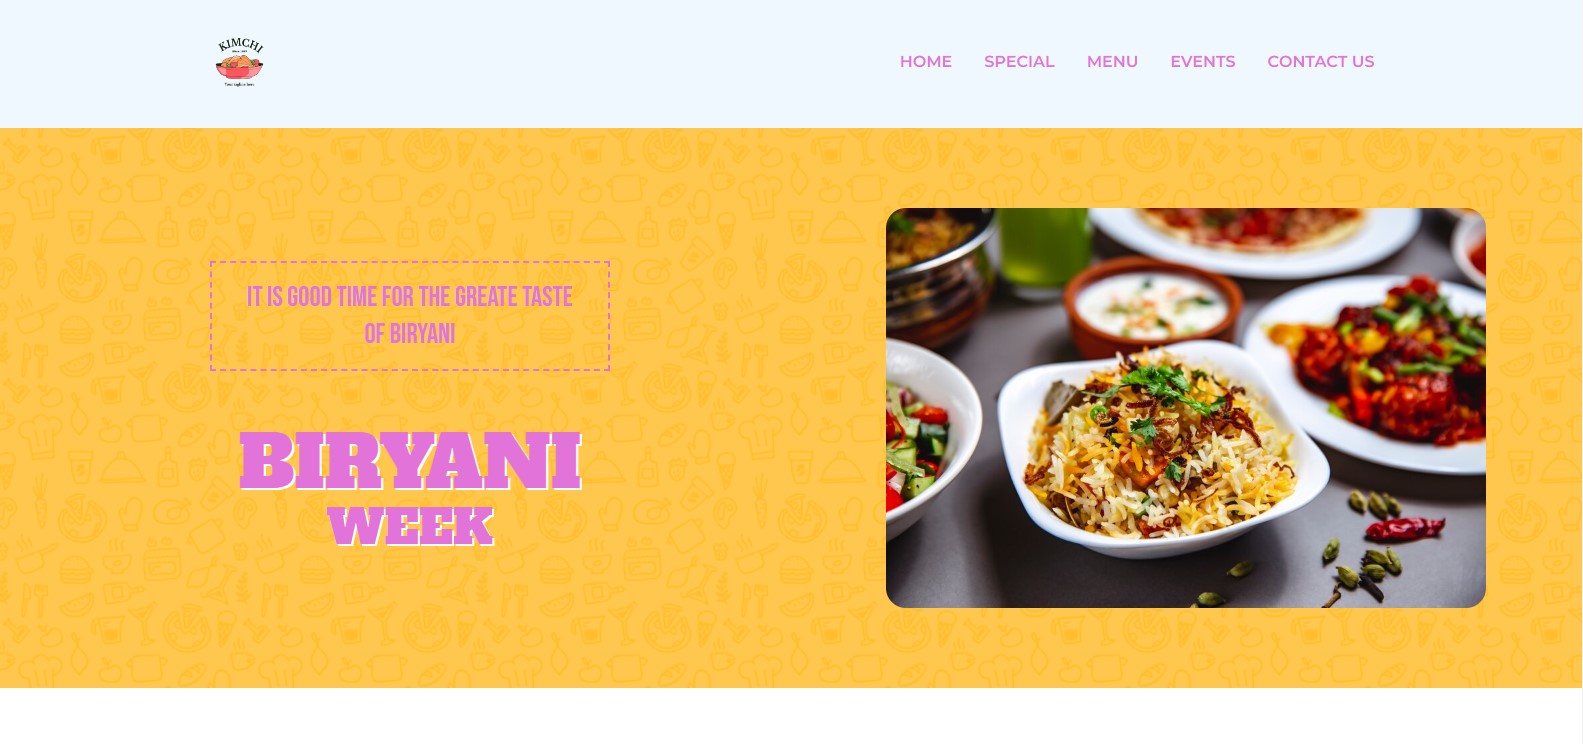 KIMCHI
HOME SPECIAL MENU EVENTS CONTACT US
IT IS GOOD TIME FOR THE GREATE TASTE
OF BIRYANI
BIRYANI
WEEK